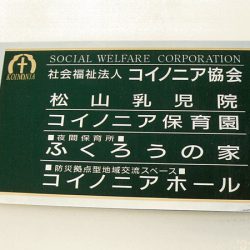 KOINONIA
SOCIAL WELFARE CORPORATION
社会福祉法人 コイノニア協会
松山乳児院
コイノニア保育園
■夜間保育所■
ふくろうの家
■防災拠点型地域交流スペース■
コイノニアホール